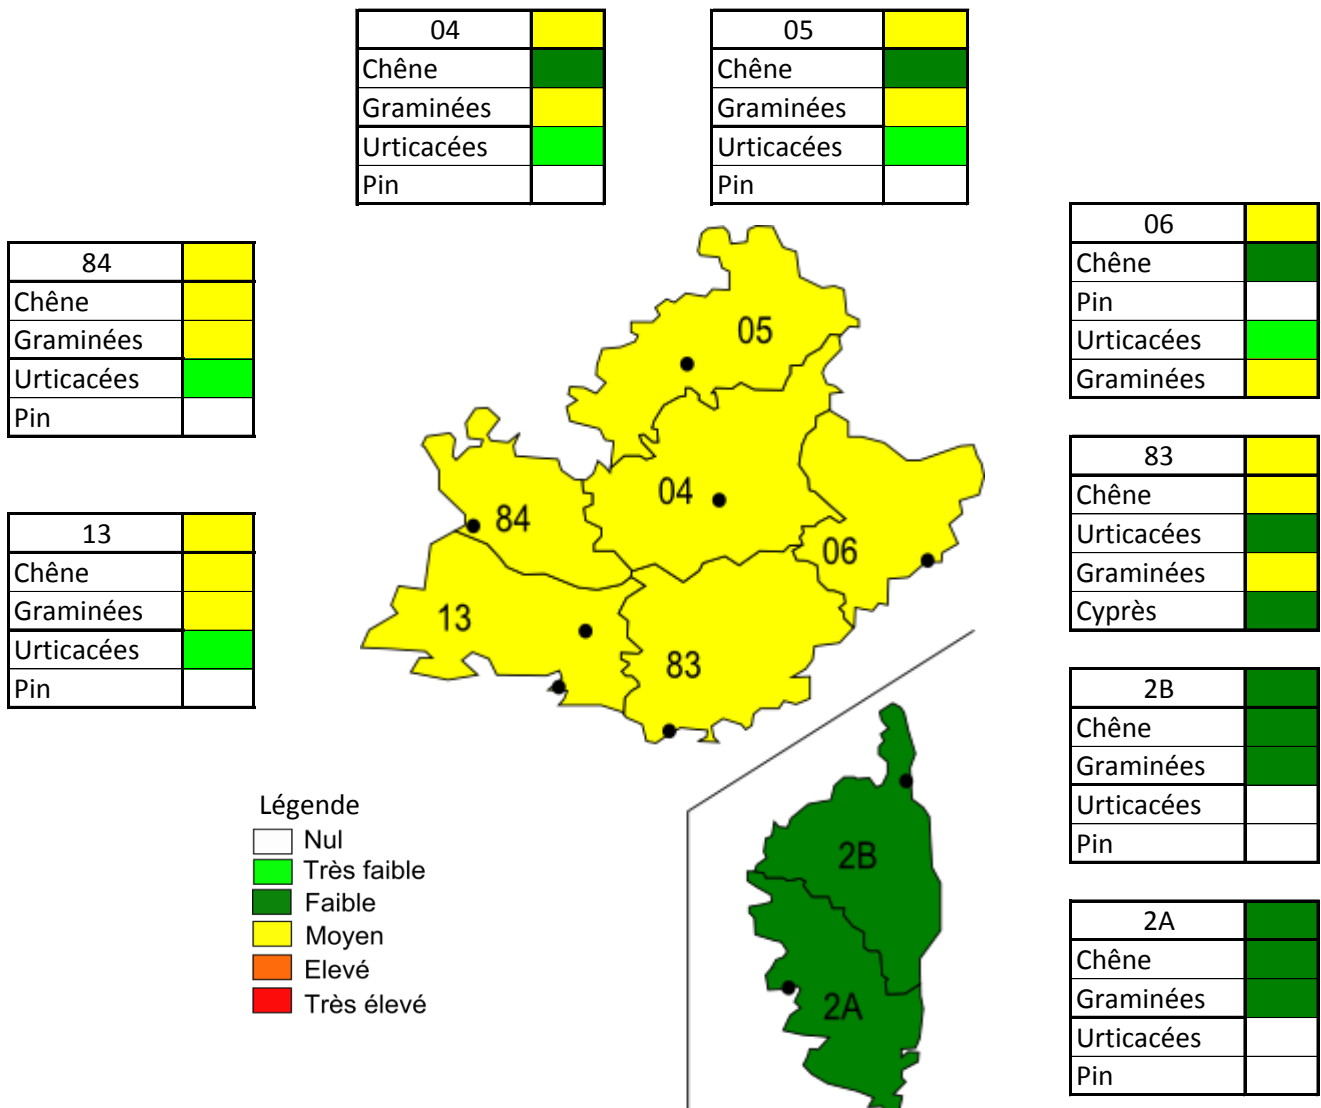 04
Chêne
Graminées
Urticacées
Pin
05
Chêne
Graminées
Urticacées
Pin
84
Chêne
Graminées
Urticacées
Pin
13
Chêne
Graminées
Urticacées
Pin
06
Chêne
Pin
Urticacées
Graminées
83
Chêne
Urticacées
Graminées
Cyprès
2B
Chêne
Graminées
Urticacées
Pin
2A
Chêne
Graminées
Urticacées
Pin
05
04
84
06
13
83
2B
2A
Légende
Nul
Très faible
Faible
Moyen
Elevé
Très élevé